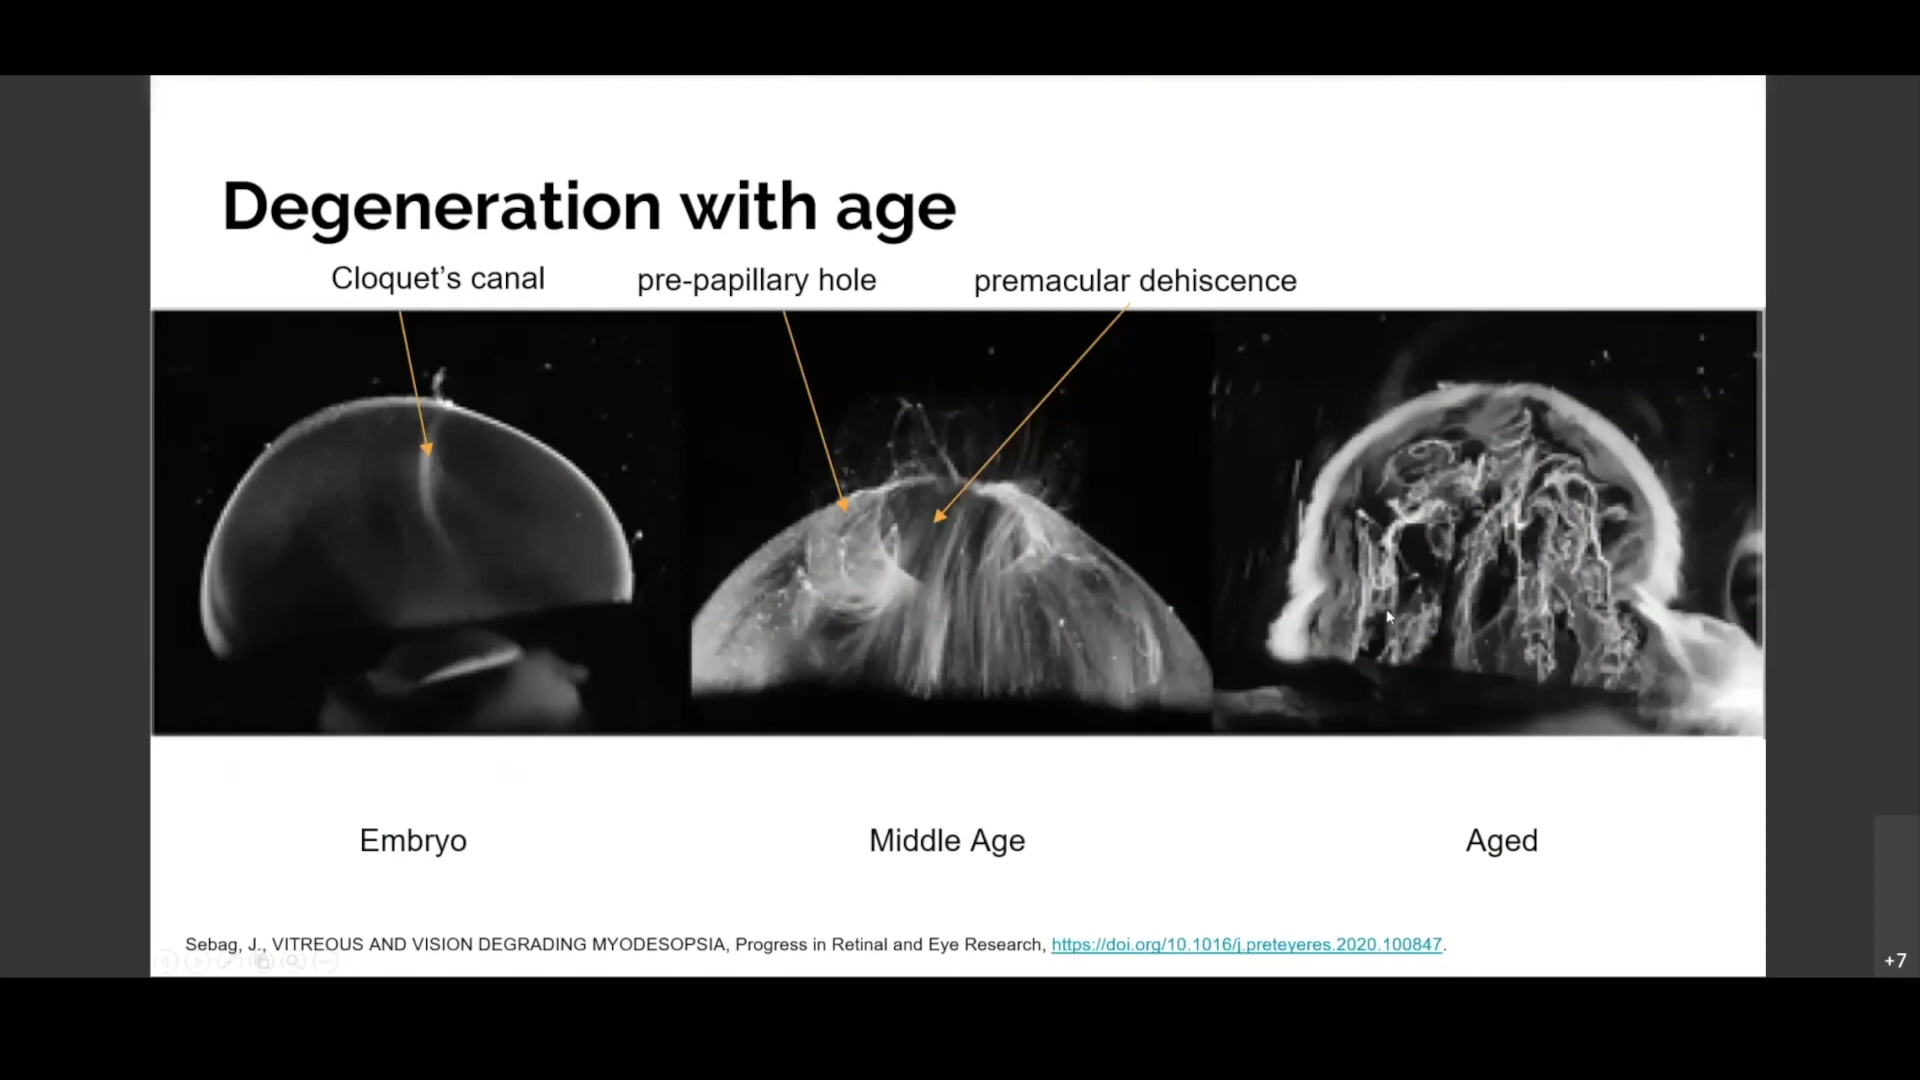 Degeneration with age
Cloquet's canal
pre-papillary hole
premacular dehiscence
Embryo
Middle Age
Aged
Sebag, J., VITREOUS AND VISION DEGRADING MYODESOPSIA, Progress in Retinal and Eye Research, https://doi.org/10.1016/j.preteyeres.2020.100847.
+7